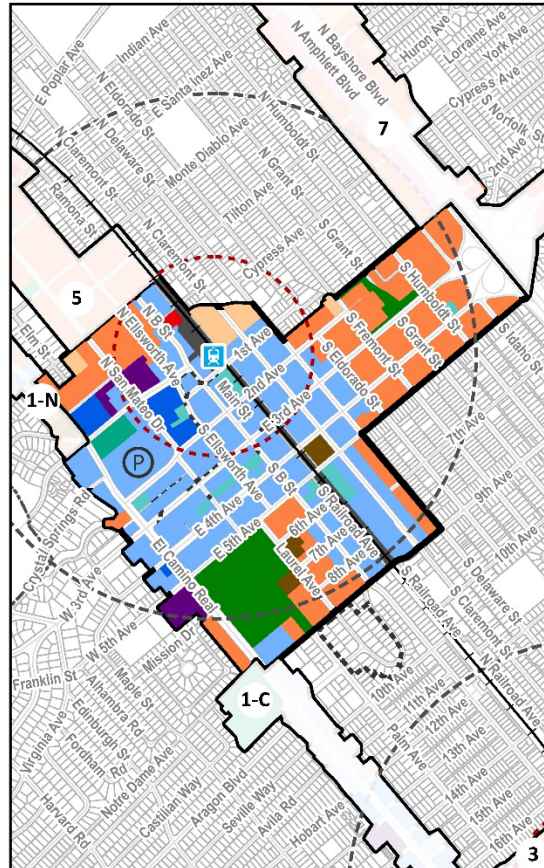 Indian Ave
E Poplar Ave
E Santa Inez Ave
N Eldorado St
N Delaware St
N Claremont St
Ramona St
Monte Diablo Ave
N Humboldt St
N Grant St
Tilton Ave
N Claremont St
Cypress Ave
N Bayshore Blvd
N Amphlett Blvd
Huron Ave
Lorraine Ave
York Ave
Cypress Ave
S Norfolk St
2nd Ave
7
5
Elm St
1-N
N B St
N Ellsworth Ave
N San Mateo Dr
1st Ave
2nd Ave
Main St
E 3rd Ave
S Grant St
S Humboldt St
S Fremont St
S Grant St
S Eldorado St
S Idaho St
7th Ave
9th Ave
10th Ave
P
Crystal Springs Rd
W 3rd Ave
W 5th Ave
S Ellsworth Ave
S B St
E 4th Ave
E 5th Ave
El Camino Real
S Railroad Ave
6th Ave
7th Ave
8th Ave
Laurel Ave
S Delaware St
S Claremont St
S Railroad Ave
N Railroad Ave
Mission Dr
Franklin St
Maple St
Alhambra Rd
Edinburgh St
Fordham Rd
Virginia Ave
Notre Dame Ave
Harvard Rd
Castilian Way
Aragon Blvd
Seville Way
Avila Rd
Hobart Ave
1-C
10th Ave
11th Ave
12th Ave
13th Ave
14th Ave
15th Ave
16th Ave
Palm Ave
3